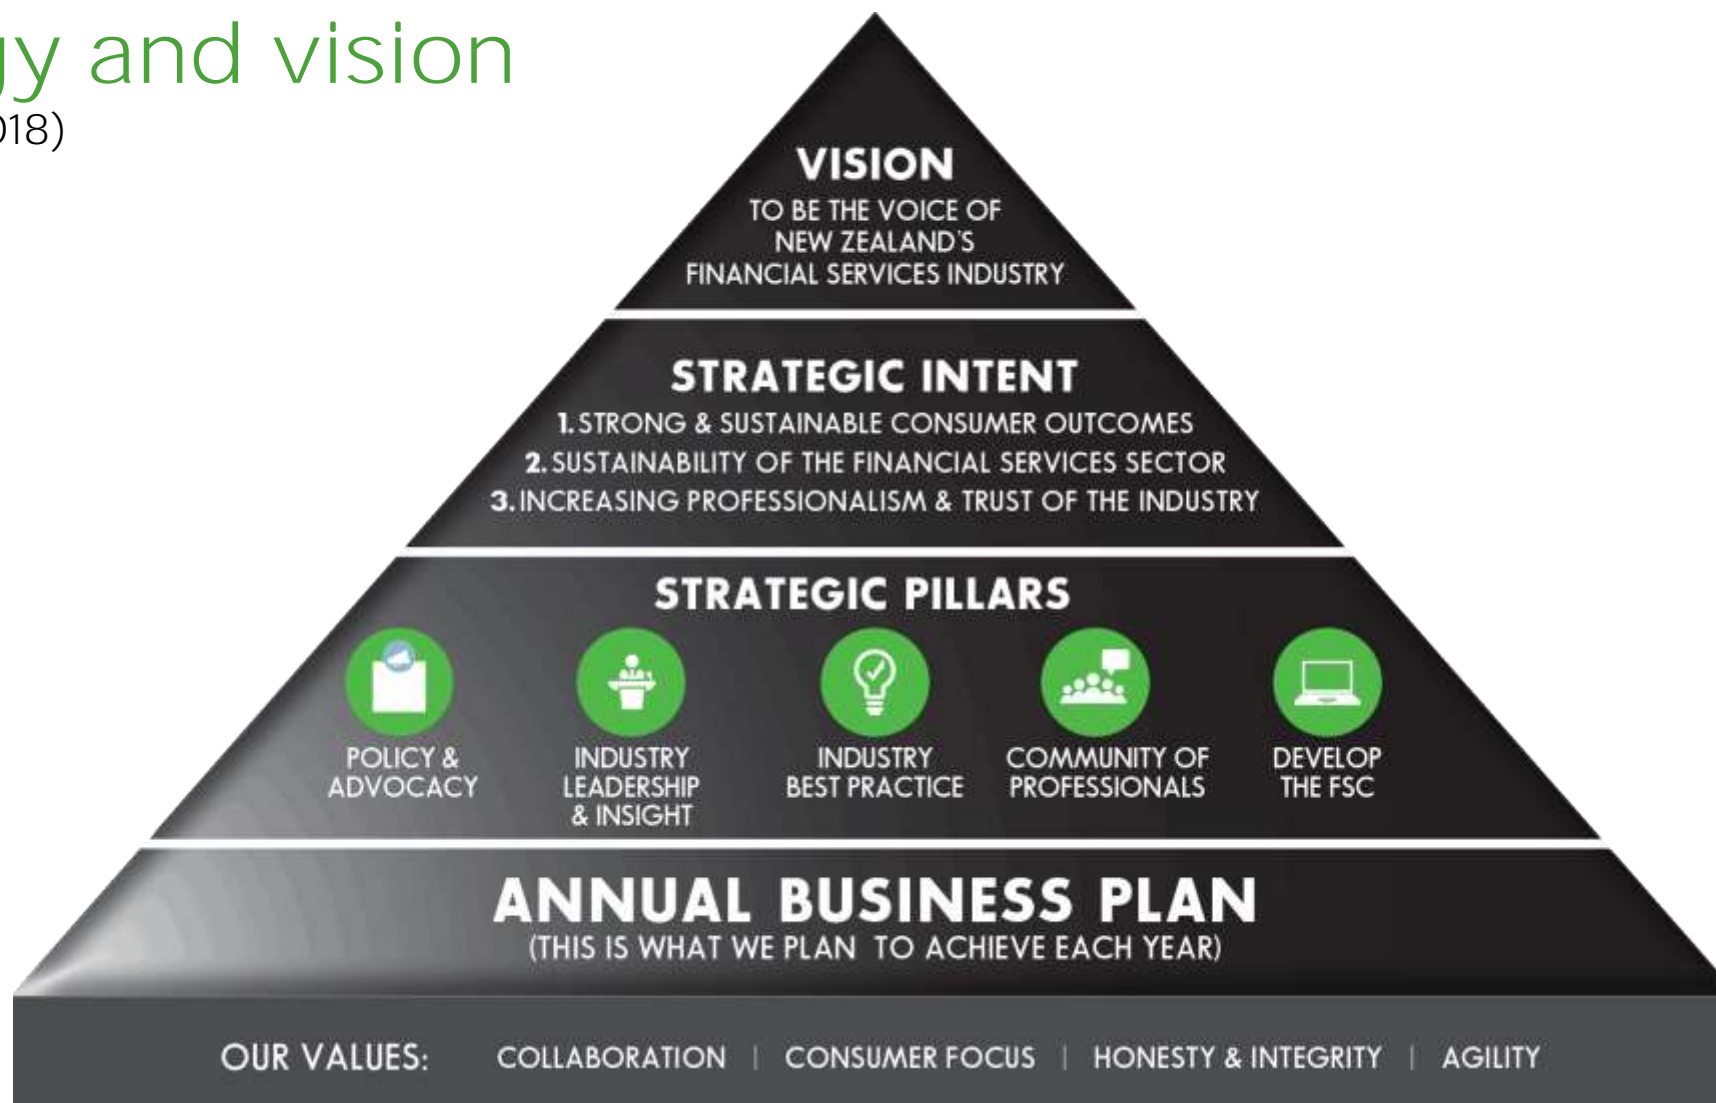 gy and vision
018)
VISION
TO BE THE VOICE OF
NEW ZEALAND'S
FINANCIAL SERVICES INDUSTRY
STRATEGIC INTENT
1. STRONG & SUSTAINABLE CONSUMER OUTCOMES
2. SUSTAINABILITY OF THE FINANCIAL SERVICES SECTOR
3. INCREASING PROFESSIONALISM & TRUST OF THE INDUSTRY
STRATEGIC PILLARS
POLICY &
ADVOCACY
INDUSTRY
LEADERSHIP
& INSIGHT
INDUSTRY
BEST PRACTICE
COMMUNITY OF
PROFESSIONALS
DEVELOP
THE FSC
ANNUAL BUSINESS PLAN
(THIS IS WHAT WE PLAN TO ACHIEVE EACH YEAR)
OUR VALUES: COLLABORATION | CONSUMER FOCUS | HONESTY & INTEGRITY | AGILITY